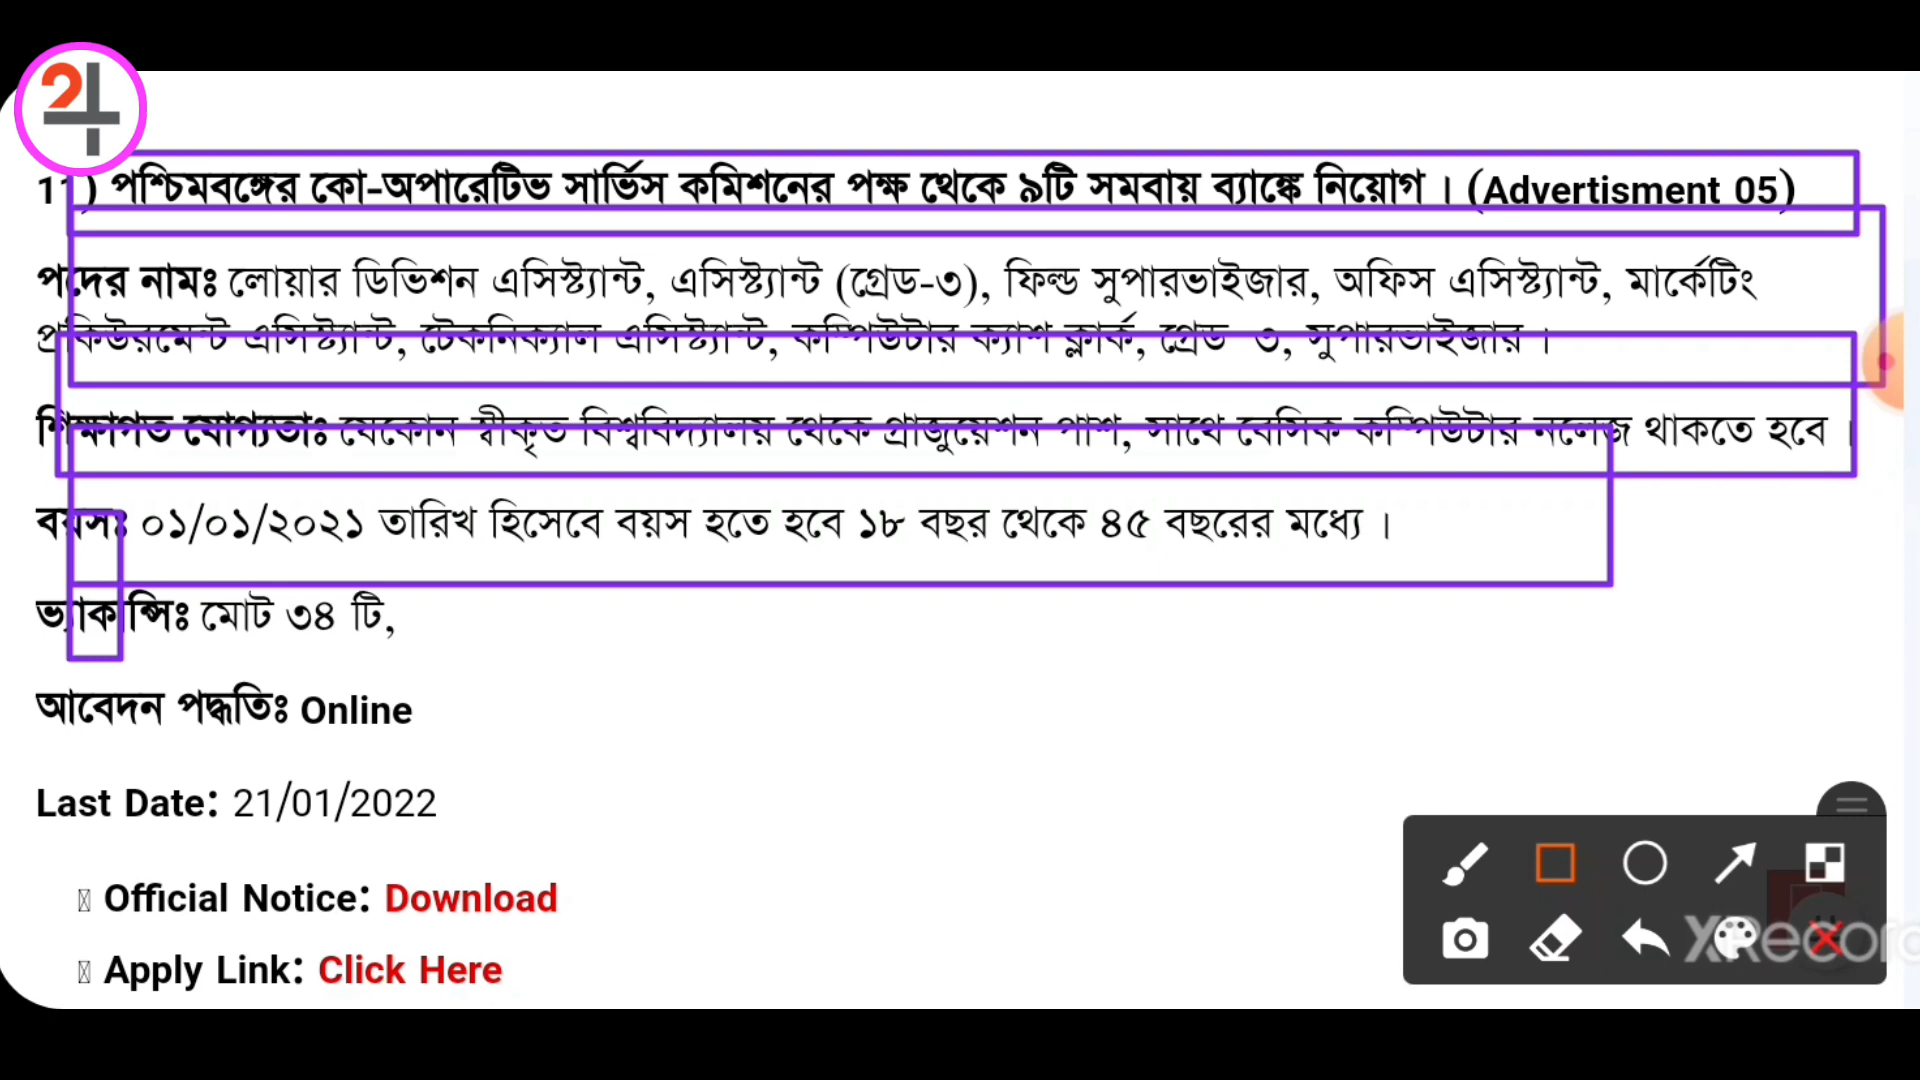 11) পশ্চিমবঙ্গের কো-অপারেটিভ সার্ভিস কমিশনের পক্ষ থেকে ৯টি সমবায় ব্যাঙ্কে নিয়োগ । (Advertisment 05)
পদের নামঃ লোয়ার ডিভিশন এসিস্ট্যান্ট, এসিস্ট্যান্ট (গ্রেড-৩), ফিল্ড সুপারভাইজার, অফিস এসিস্ট্যান্ট, মার্কেটিং
প্রকিউরমেন্ট এসিস্ট্যান্ট, টেকনিক্যাল এসিস্ট্যান্ট, কম্পিউটার ক্যাশ ক্লার্ক, গ্রেড-৩, সুপারভাইজার ।
শিক্ষাগত যোগ্যতাঃ যেকোন স্বীকৃত বিশ্ববিদ্যালয় থেকে গ্রাজুয়েশন পাশ, সাথে বেসিক কম্পিউটার নলেজ থাকতে হবে ।
বয়সঃ ০১/০১/২০২১ তারিখ হিসেবে বয়স হতে হবে ১৮ বছর থেকে ৪৫ বছরের মধ্যে ।
ভ্যাকান্সিঃ মোট ৩৪ টি,
আবেদন পদ্ধতিঃ Online
Last Date: 21/01/2022
Official Notice: Download
Apply Link: Click Here
XRecord